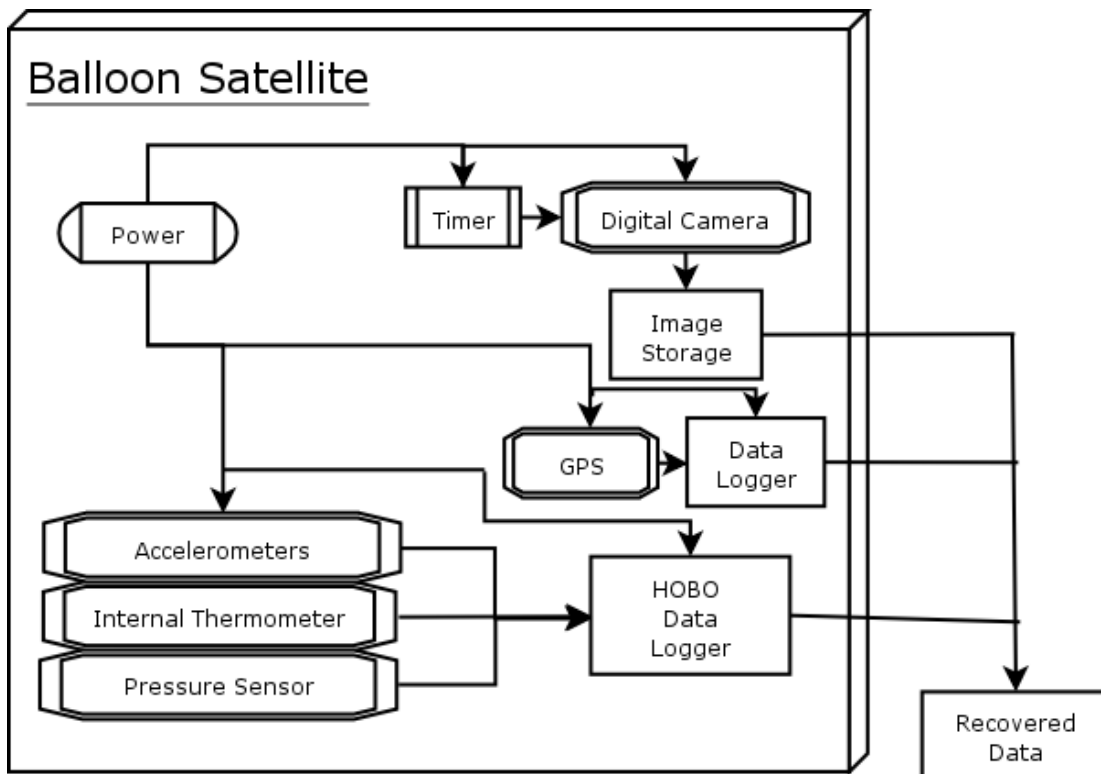 Balloon Satellite
Power
Timer
Digital Camera
Image
Storage
GPS
Data
Logger
Accelerometers
Internal Thermometer
Pressure Sensor
HOBO
Data
Logger
Recovered
Data